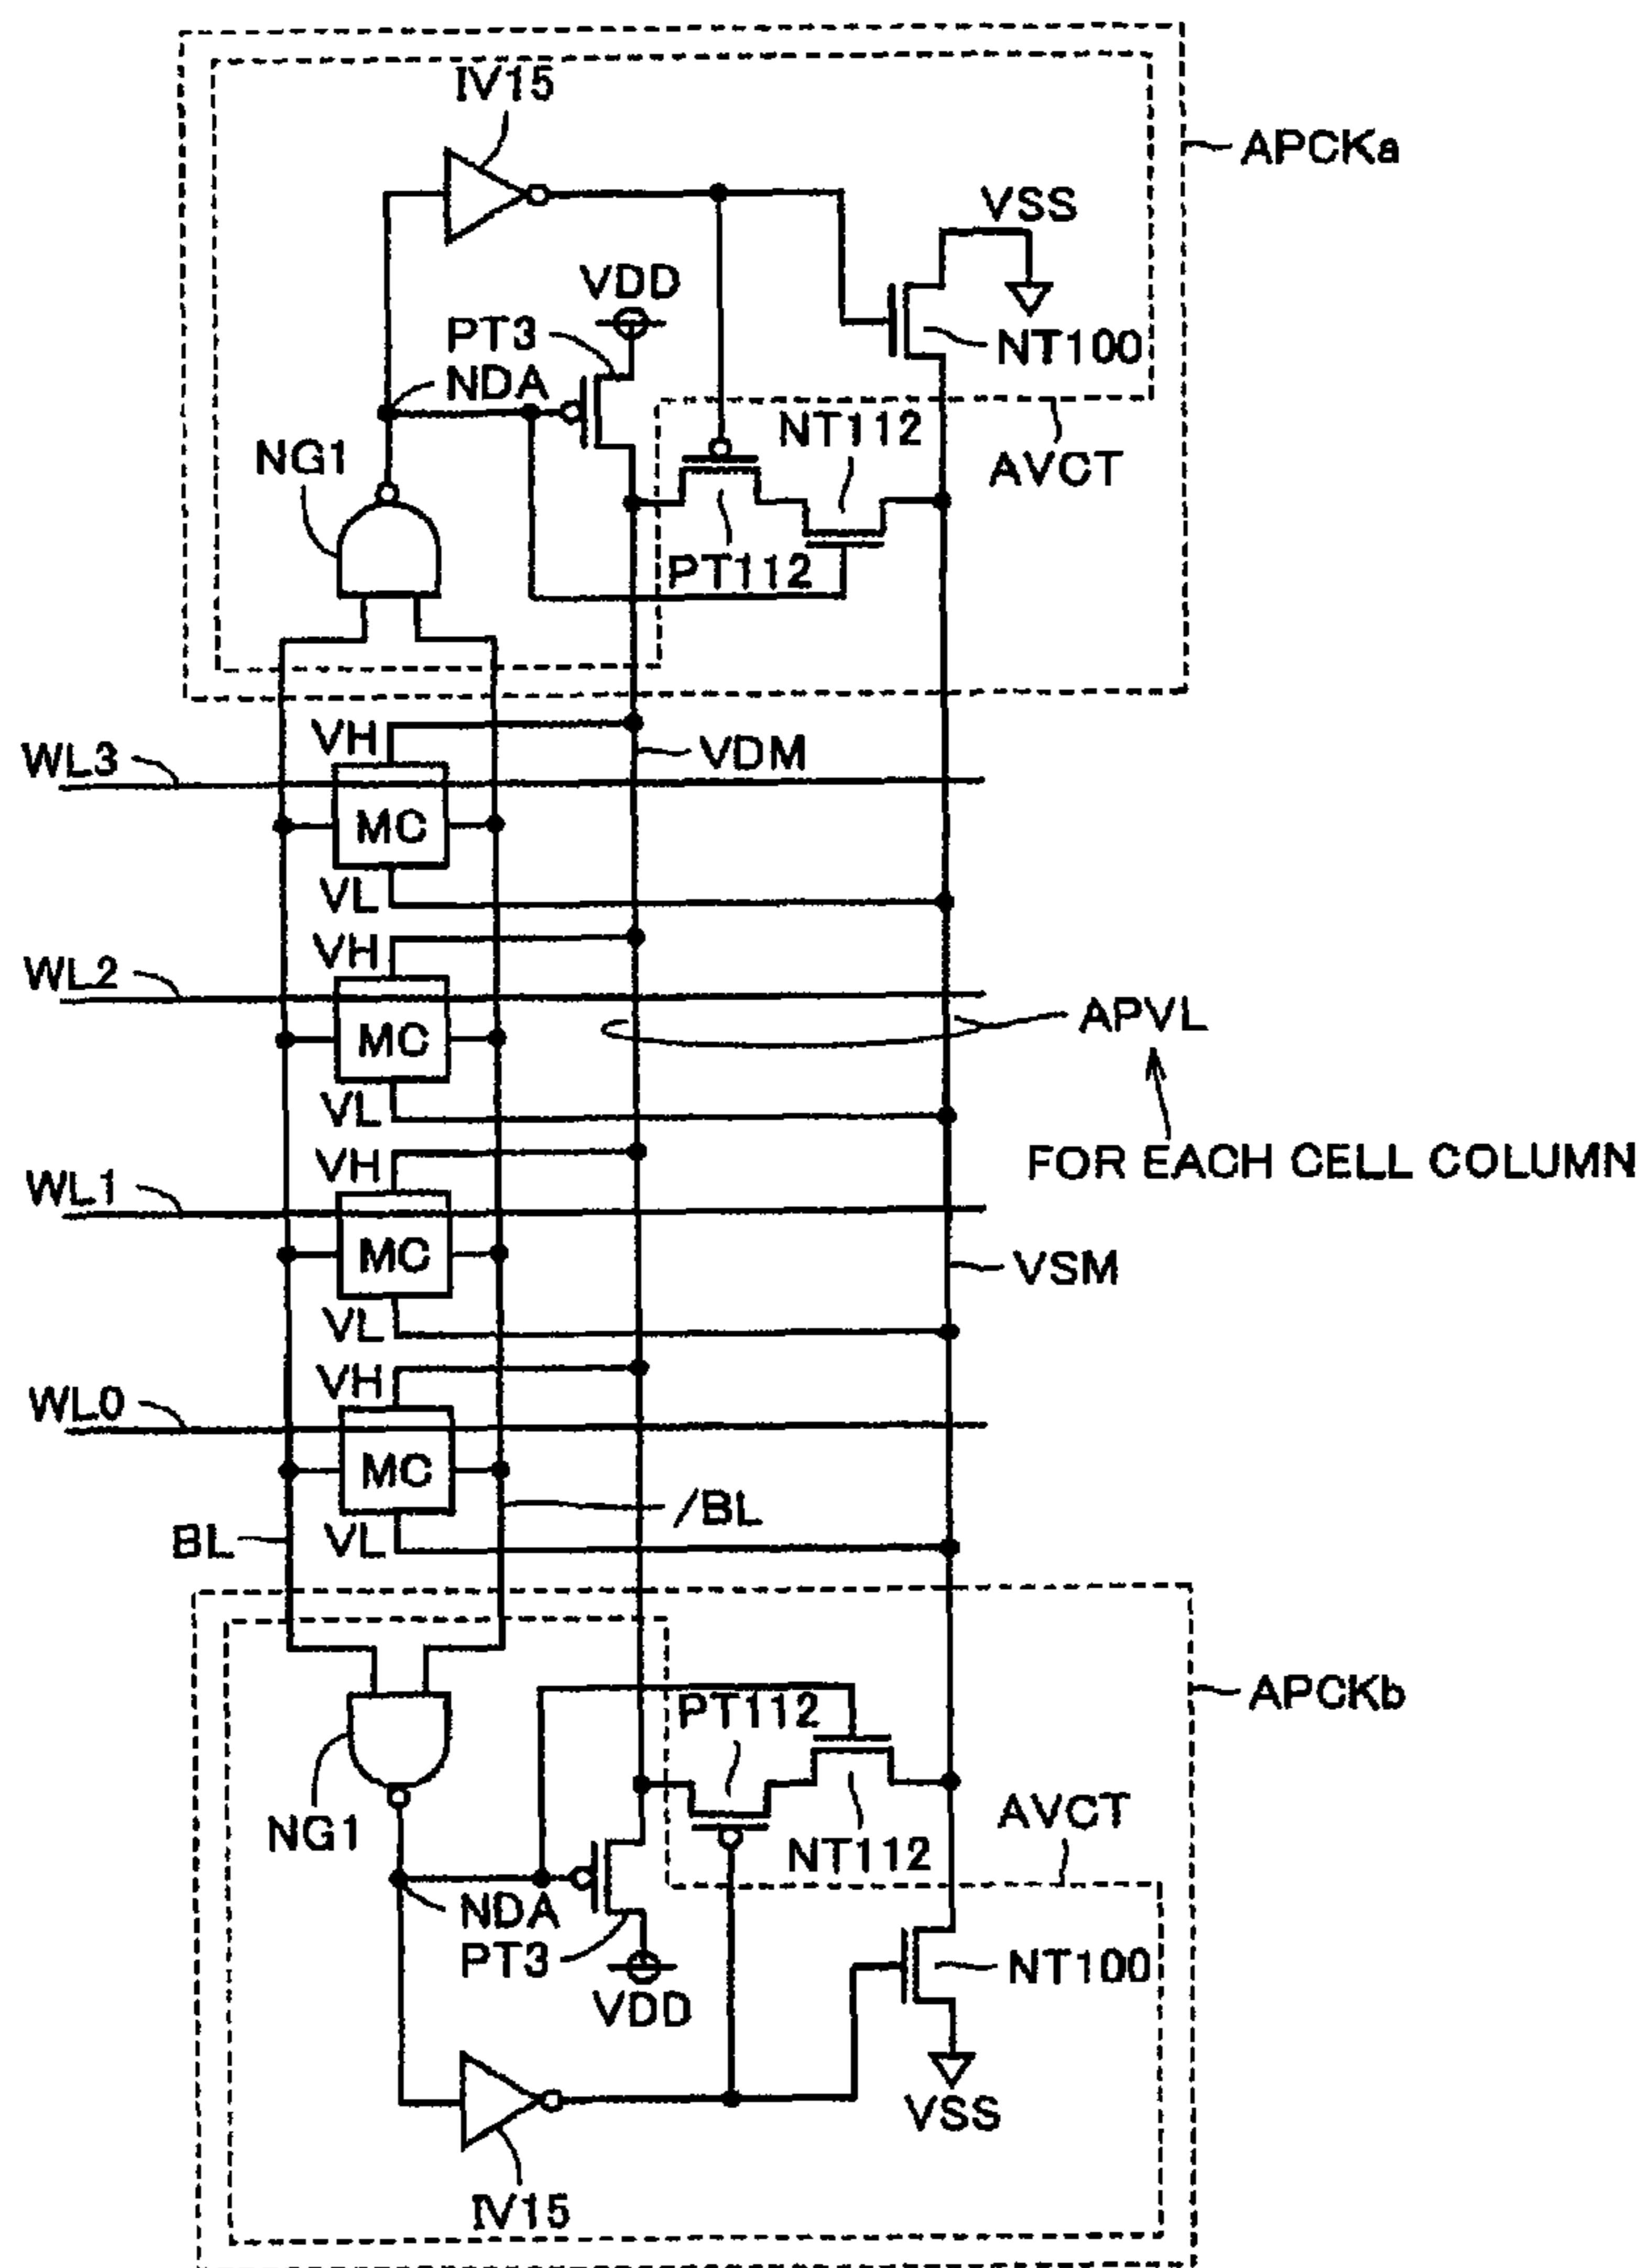 IV15
APCKa
VSS
VDD
PT3
NT100
NDA
NT112
NG1
AVCT
PT112
VH
VDM
WL3
MC
VL
VH
WL2
MC
APVL
VL
FOR EACH CELL COLUMN
VH
WL1
MC
VSM
VL
VH
WL0
MC
/BL
BL
VL
APCKb
PT112
AVCT
NG1
NT112
NDA
PT3
NT100
VDD
VSS
IV15